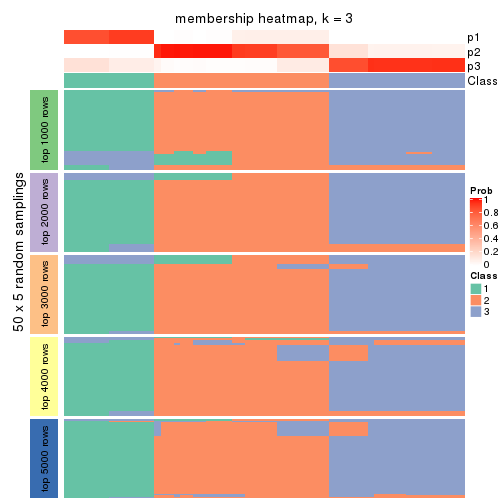 membership heatmap, k = 3
p1
p2
p3
Class
50 x 5 random samplings
top 1000 rows
top 2000 rows
top 3000 rows
top 4000 rows
top 5000 rows
Prob
1
0.8
0.6
0.4
0.2
0
Class
1
2
3